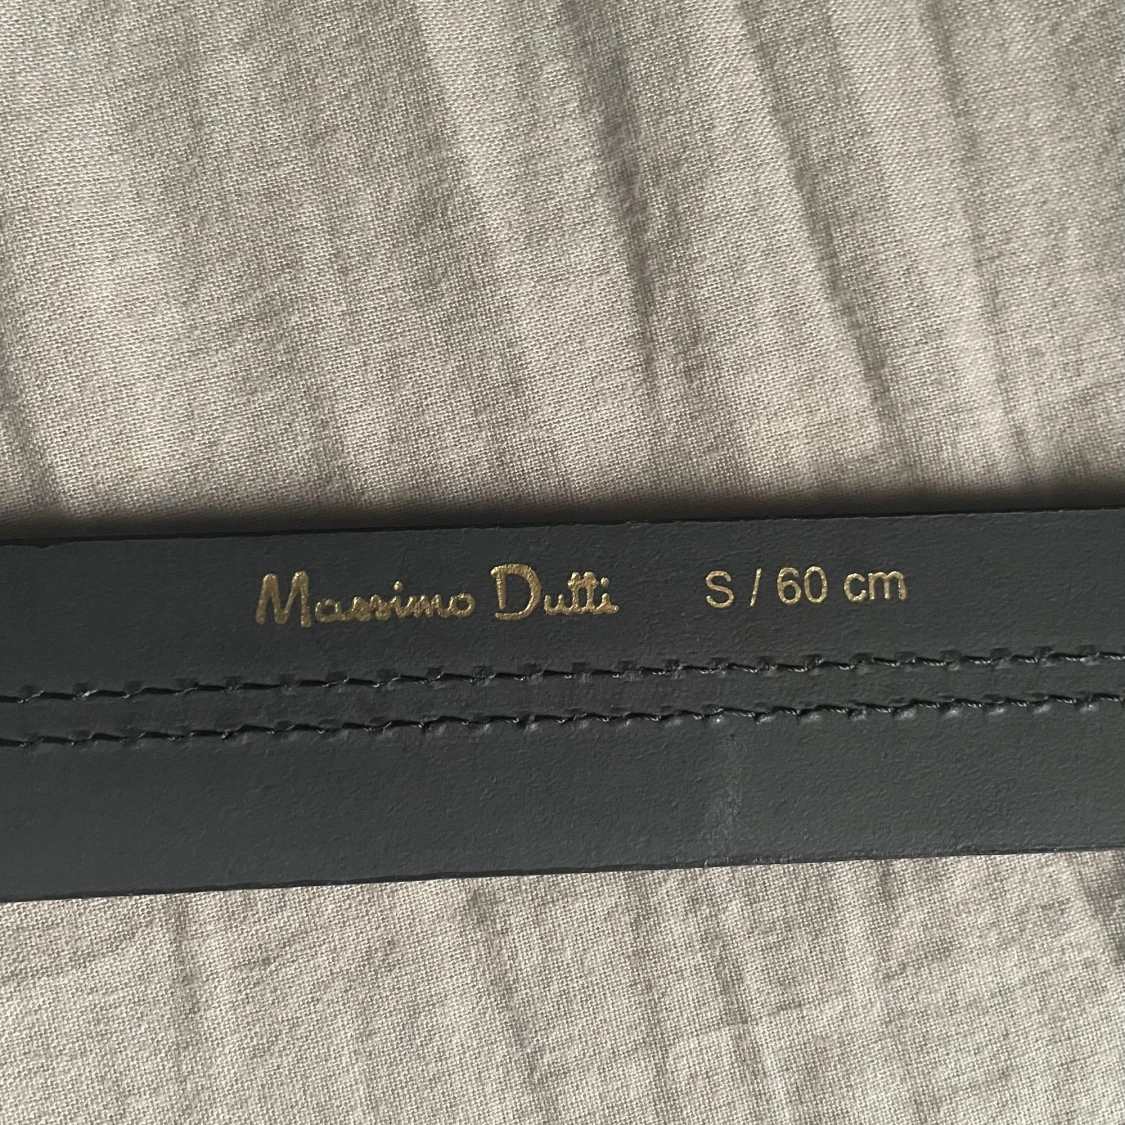 Massimo Dutti S / 60 cm